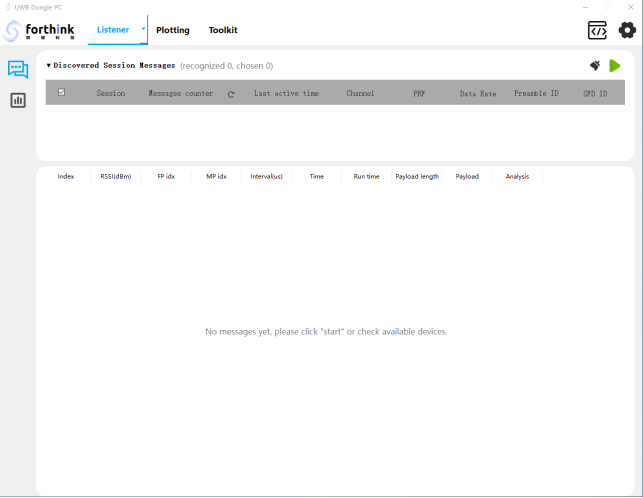 UWB Dongle PC
forthink
Listener Plotting Toolkit
▼Discovered Session Messages (recognized 0, chosen 0)
Session Messages counter Last active time Channel PRF Data Rate Preamble ID SFD ID
Index RSSI(dBm) FP idx MP idx Interval(us) Time Run time Payload length Payload Analysis
No messages yet, please click "start" or check available devices.